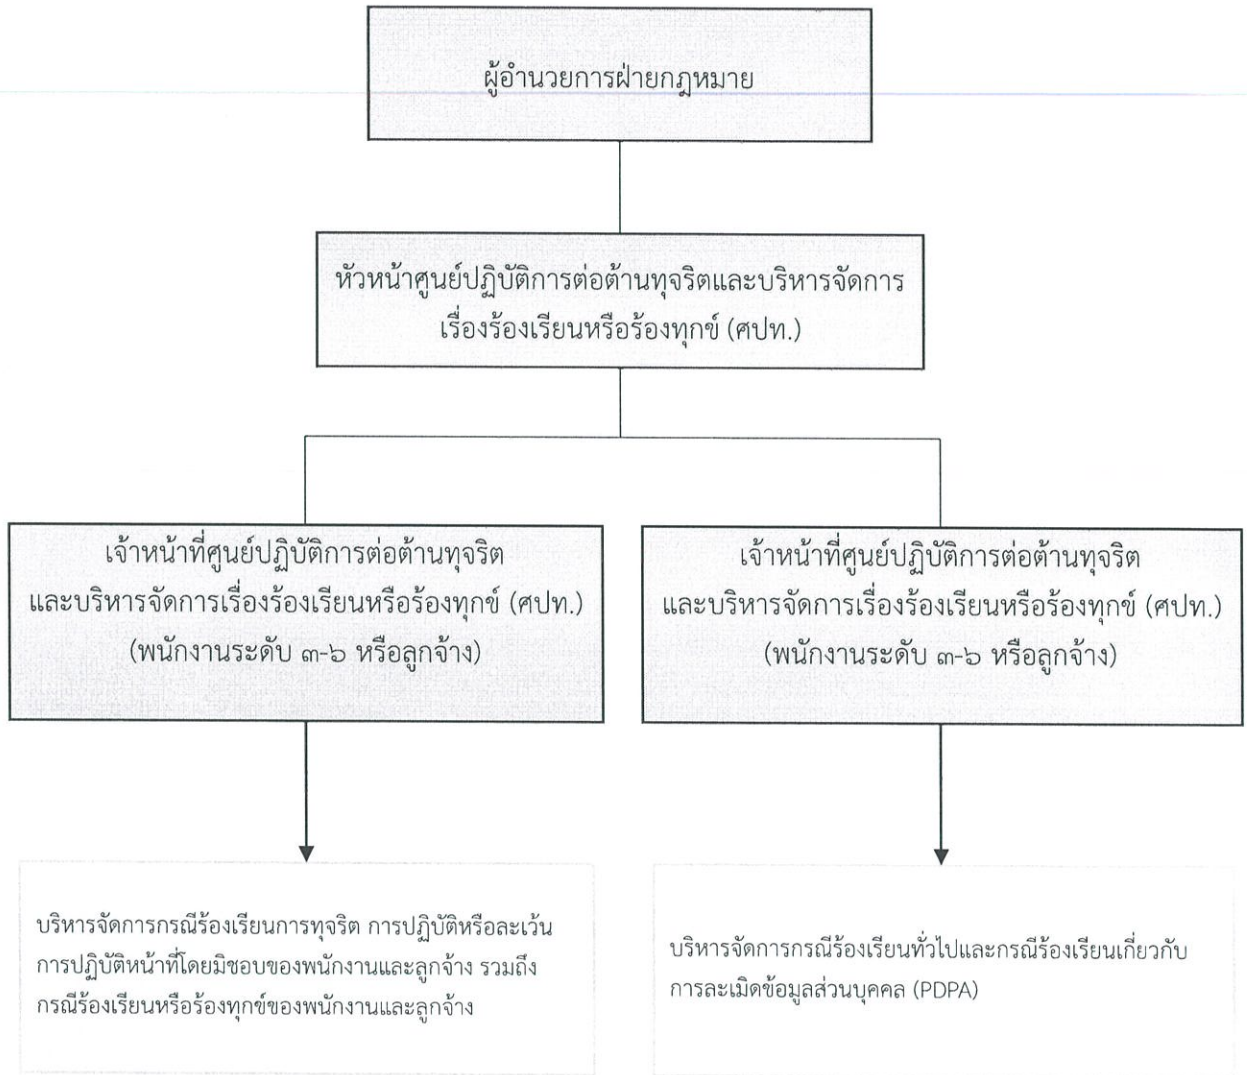 ผู้อำนวยการฝ่ายกฎหมาย
หัวหน้าศูนย์ปฏิบัติการต่อต้านทุจริตและบริหารจัดการ
เรื่องร้องเรียนหรือร้องทุกข์ (ศปท.)
เจ้าหน้าที่ศูนย์ปฏิบัติการต่อต้านทุจริต
และบริหารจัดการเรื่องร้องเรียนหรือร้องทุกข์ (ศปท.)
(พนักงานระดับ ๓-๖ หรือลูกจ้าง)
เจ้าหน้าที่ศูนย์ปฏิบัติการต่อต้านทุจริต
และบริหารจัดการเรื่องร้องเรียนหรือร้องทุกข์ (ศปท.)
(พนักงานระดับ ๓-๖ หรือลูกจ้าง)
บริหารจัดการกรณีร้องเรียนการทุจริต การปฏิบัติหรือละเว้น
การปฏิบัติหน้าที่โดยมิชอบของพนักงานและลูกจ้าง รวมถึง
กรณีร้องเรียนหรือร้องทุกข์ของพนักงานและลูกจ้าง
บริหารจัดการกรณีร้องเรียนทั่วไปและกรณีร้องเรียนเกี่ยวกับ
การละเมิดข้อมูลส่วนบุคคล (PDPA)